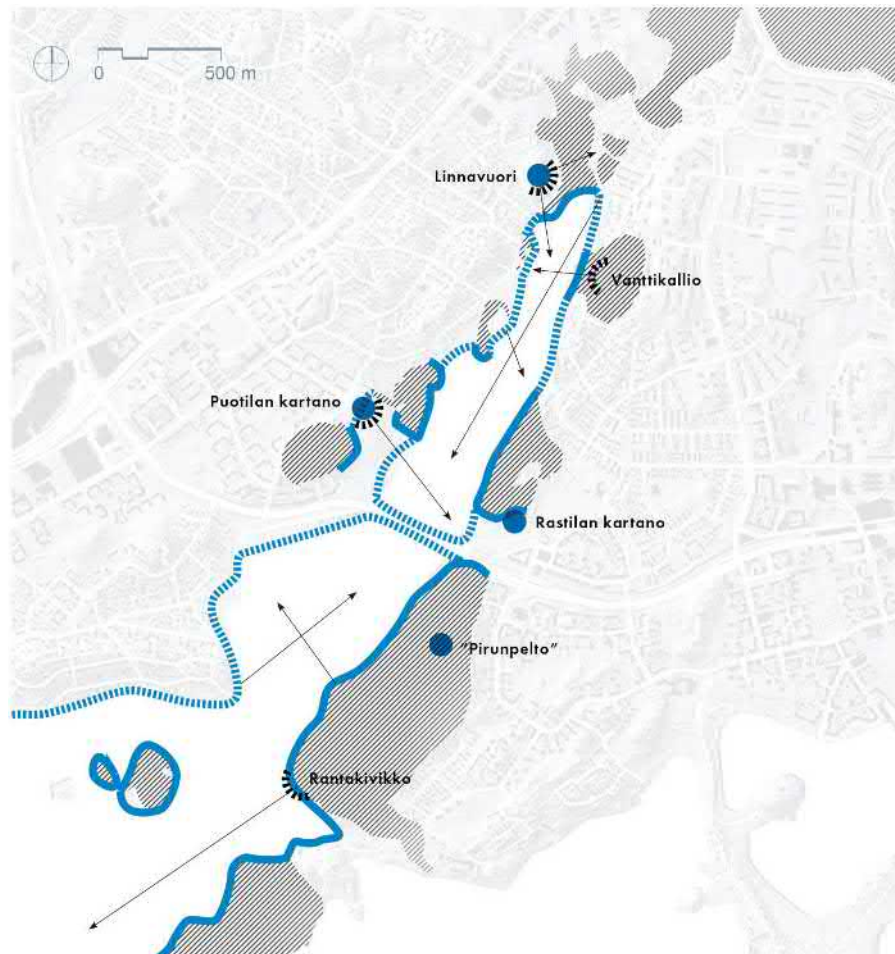 0 500 m
Linnavuori
Vanttikallio
Puotilan kartano
Rastilan kartano
"Pirunpelto"
Rantakivikko